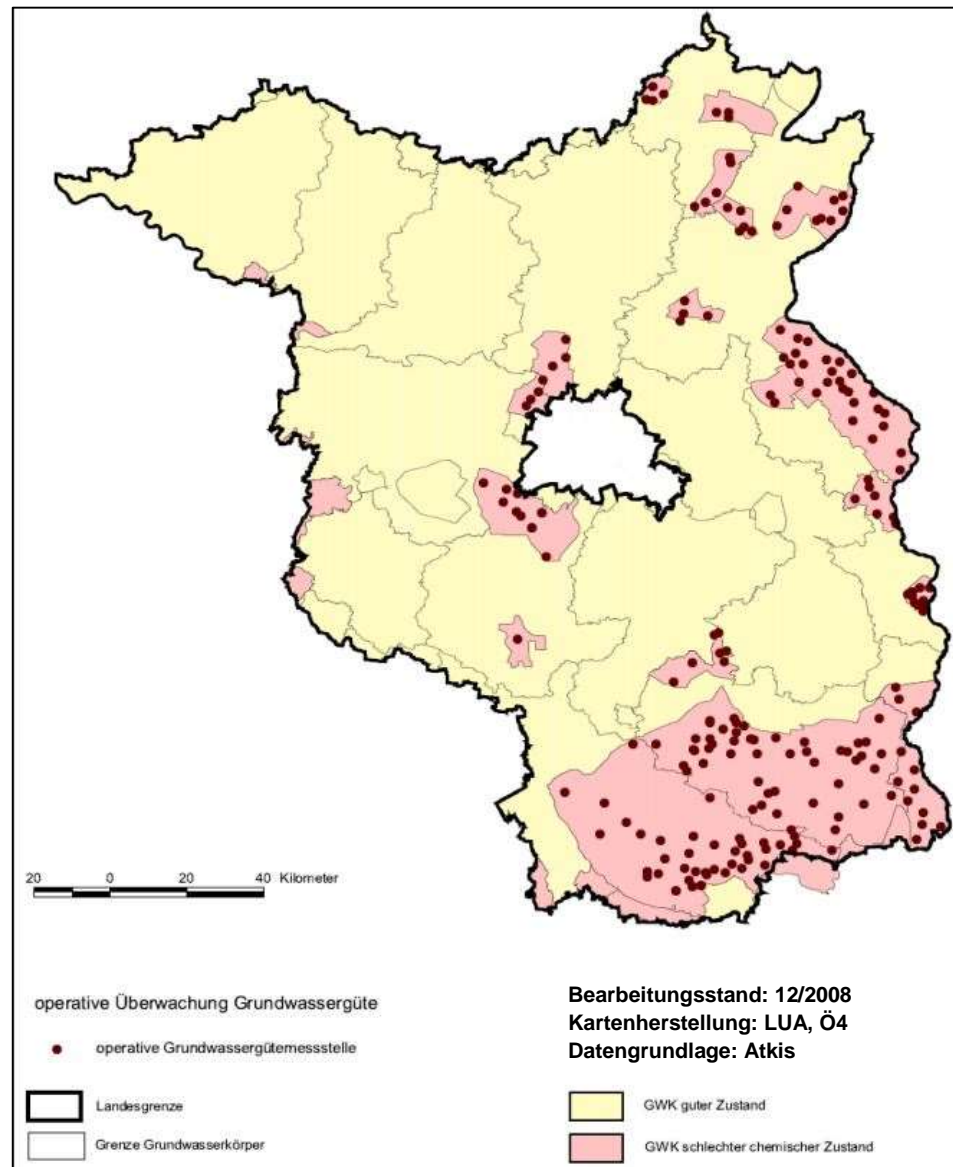 20 0 20 40 Kilometer
operative Überwachung Grundwassergüte
operative Grundwassergütemessstelle
Landesgrenze
Grenze Grundwasserkörper
Bearbeitungsstand: 12/2008
Kartenherstellung: LUA, Ö4
Datengrundlage: Atkis
GWK guter Zustand
GWK schlechter chemischer Zustand